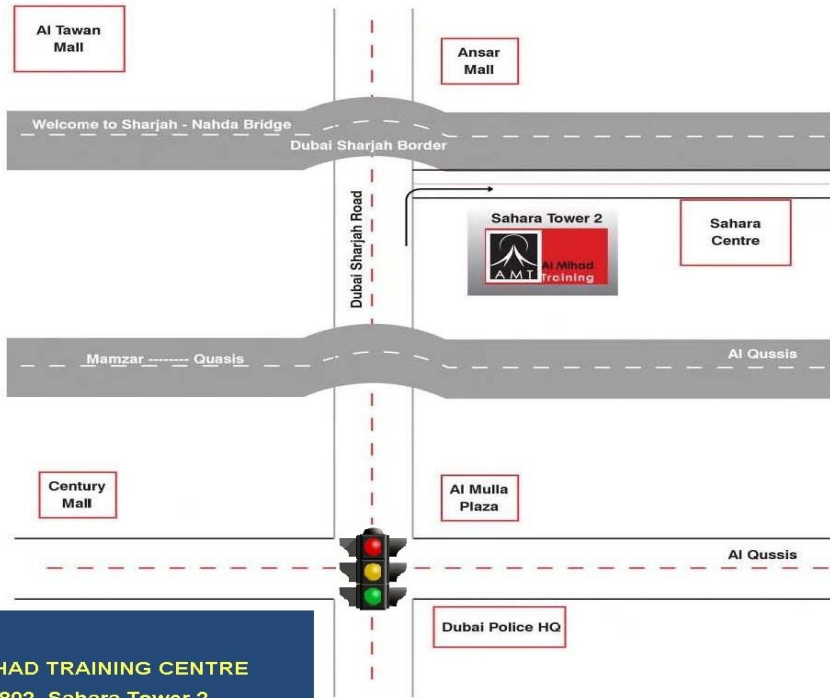 Al Tawan
Mall
Ansar
Mall
Welcome to Sharjah - Nahda Bridge
Dubai Sharjah Border
Dubai Sharjah Road
Sahara Tower 2
AMT
Al Mihad
Training
Sahara
Centre
Mamzar -------- Quasis
Al Qussis
Century
Mall
Al Mulla
Plaza
Al Qussis
Dubai Police HQ
TRAINING CENTRE
Sahara Tower 2